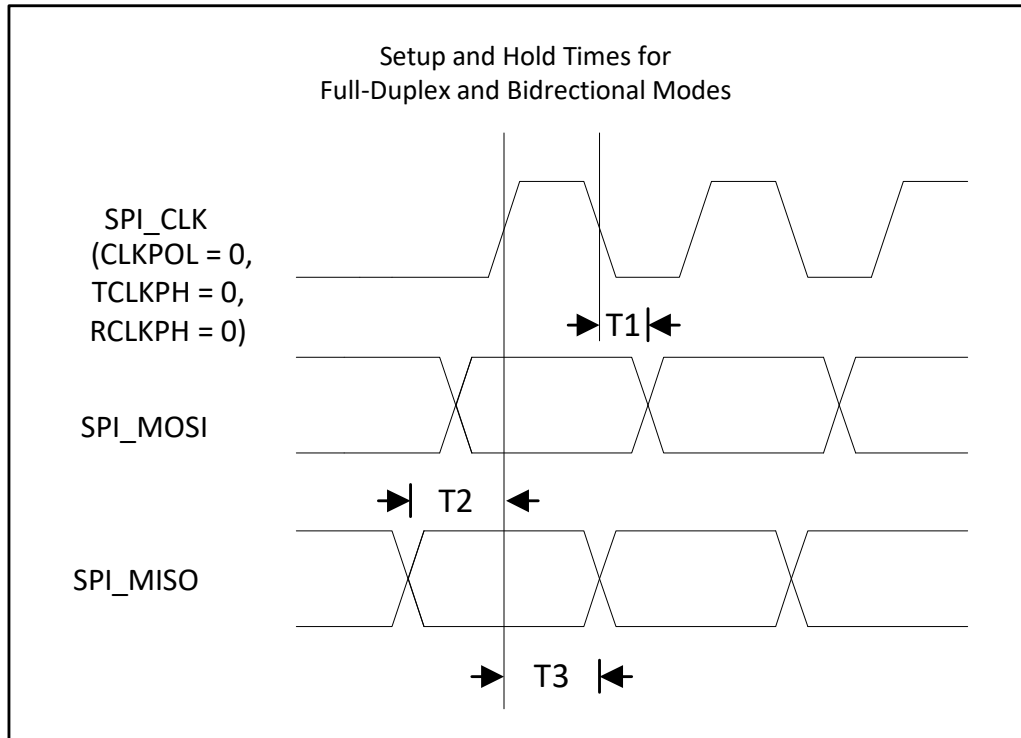 Setup and Hold Times for
Full-Duplex and Bidrectional Modes
SPI_CLK
(CLKPOL = 0,
TCLKPH = 0,
RCLKPH = 0)
T1
SPI_MOSI
T2
SPI_MISO
T3